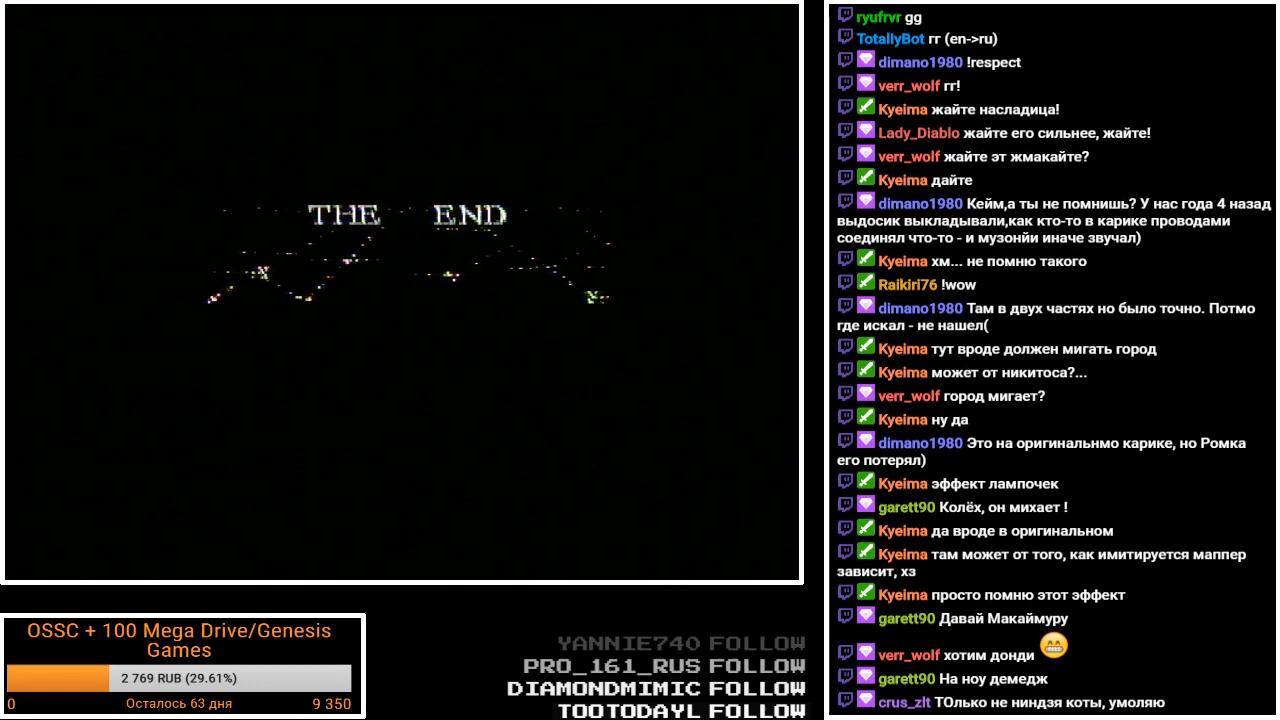 THE END
OSSC + 100 Mega Drive/Genesis
Games
2 769 RUB (29.61%)
0 Осталось 63 дня 9 350
YANNIE740 FOLLOW
PRO_161_RUS FOLLOW
DIAMONDMIMIC FOLLOW
TOOTODAYL FOLLOW
ryufrvr gg
TotallyBot гг (en->ru)
dimano1980 !respect
verr_wolf гг!
Kyeima жайте насладица!
Lady_Diablo жайте его сильнее, жайте!
verr_wolf жайте эт жмакайте?
Kyeima дайте
dimano1980 Кейм,а ты не помнишь? У нас года 4 назад
выдосик выкладывали,как кто-то в карике проводами
соединял что-то - и музонйи иначе звучал)
Kyeima хм... не помню такого
Raikiri76 !wow
dimano1980 Там в двух частях но было точно. Потмо
где искал - не нашел(
Kyeima тут вроде должен мигать город
Kyeima может от никитоса?...
verr_wolf город мигает?
Kyeima ну да
dimano1980 Это на оригинальнмо карике, но Ромка
его потерял)
Kyeima эффект лампочек
garett90 Колёх, он михает !
Kyeima да вроде в оригинальном
Kyeima там может от того, как имитируется маппер
зависит, хз
Kyeima просто помню этот эффект
garett90 Давай Макаймуру
verr_wolf хотим донди
garett90 На ноу демедж
crus_zlt ТОлько не ниндзя коты, умоляю